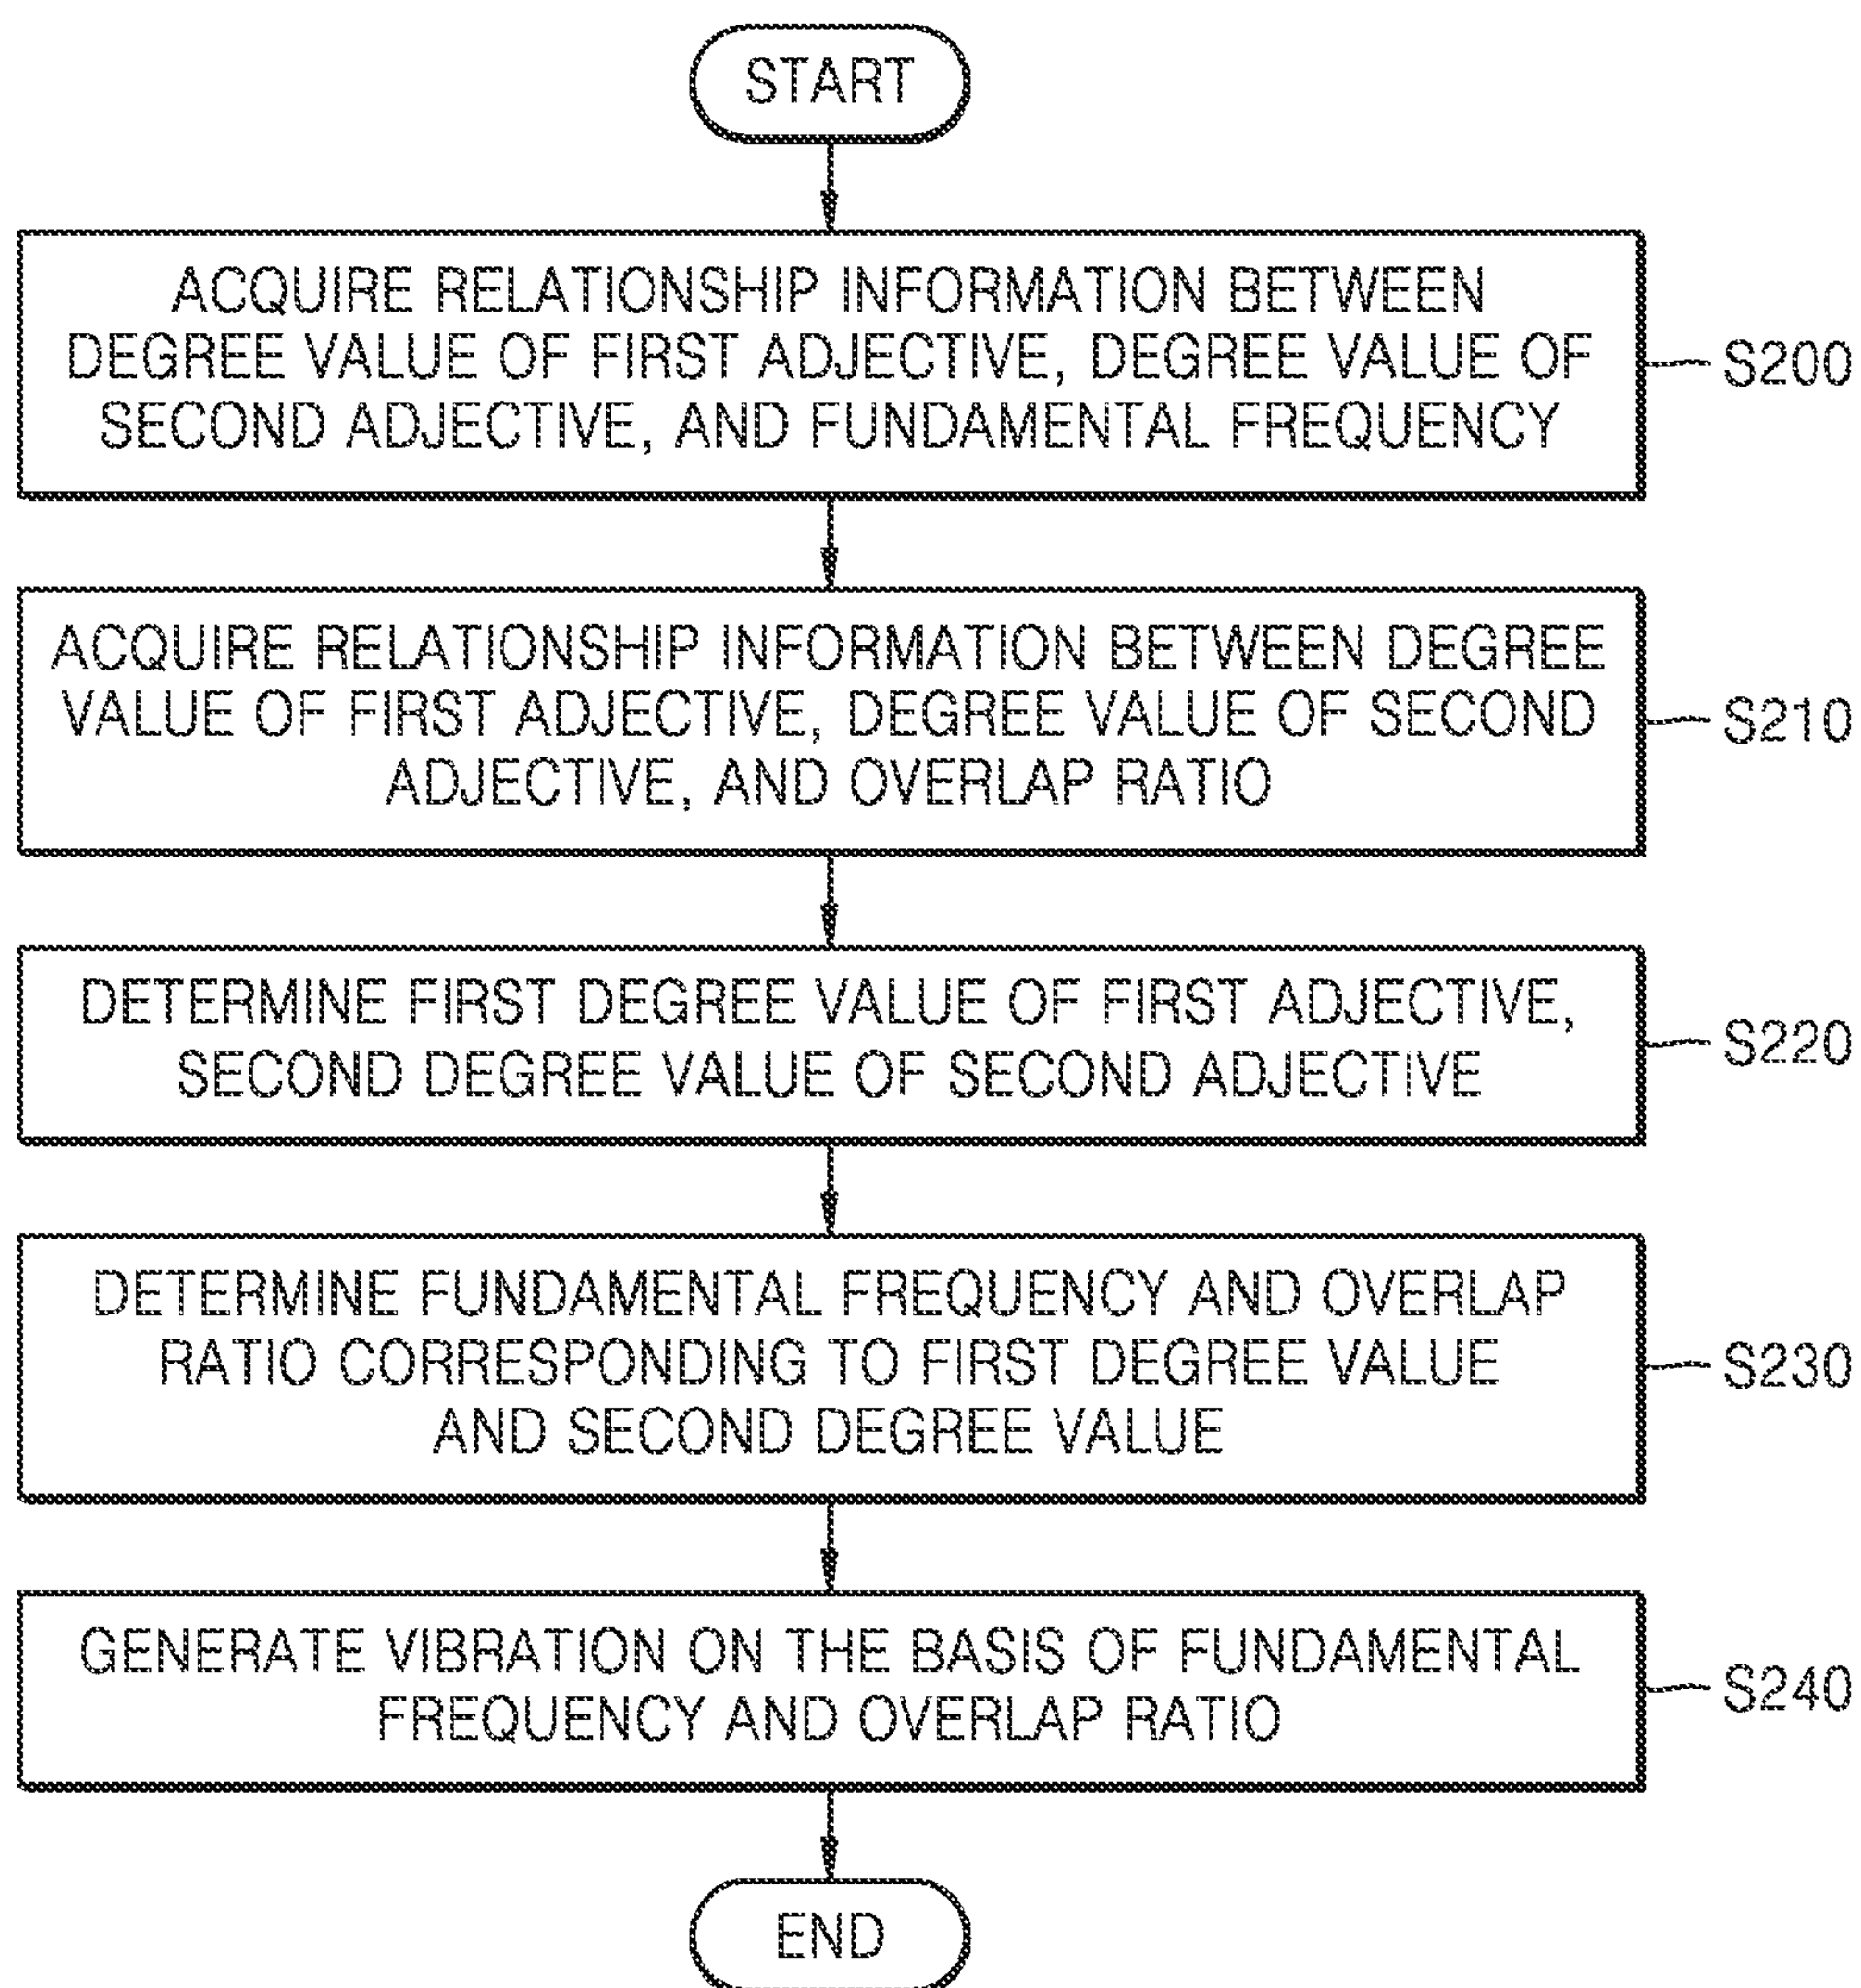 START
ACQUIRE RELATIONSHIP INFORMATION BETWEEN
DEGREE VALUE OF FIRST ADJECTIVE, DEGREE VALUE OF
SECOND ADJECTIVE, AND FUNDAMENTAL FREQUENCY
S200
ACQUIRE RELATIONSHIP INFORMATION BETWEEN DEGREE
VALUE OF FIRST ADJECTIVE, DEGREE VALUE OF SECOND
ADJECTIVE, AND OVERLAP RATIO
S210
DETERMINE FIRST DEGREE VALUE OF FIRST ADJECTIVE,
SECOND DEGREE VALUE OF SECOND ADJECTIVE
S220
DETERMINE FUNDAMENTAL FREQUENCY AND OVERLAP
RATIO CORRESPONDING TO FIRST DEGREE VALUE
AND SECOND DEGREE VALUE
S230
GENERATE VIBRATION ON THE BASIS OF FUNDAMENTAL
FREQUENCY AND OVERLAP RATIO
S240
END